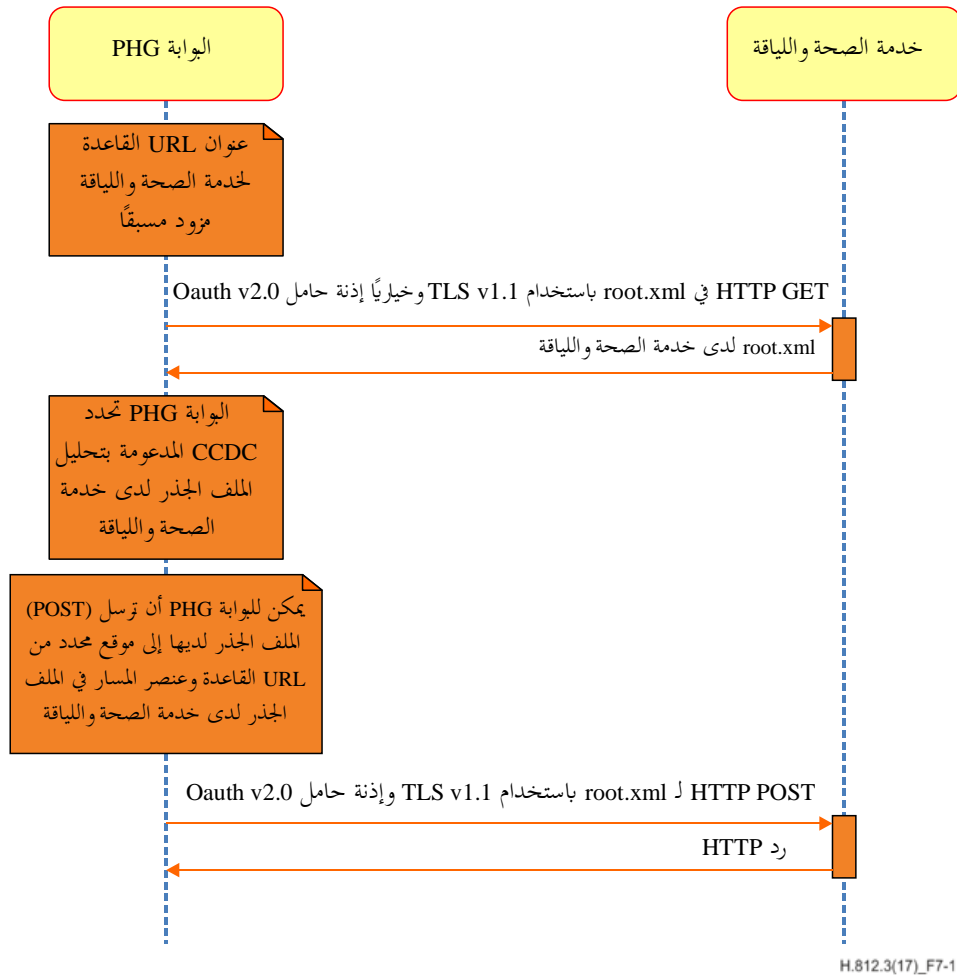 البوابة PHG
خدمة الصحة واللياقة
عنوان URL القاعدة
لخدمة الصحة واللياقة
مزود مسبقًا
HTTP GET في root.xml باستخدام TLS v1.1 وخياريًا إذنة حامل Oauth v2.0
root.xml لدى خدمة الصحة واللياقة
البوابة PHG تحدد
CCDC المدعومة بتحليل
الملف الجذر لدى خدمة
الصحة واللياقة
يمكن للبوابة PHG أن ترسل (POST)
الملف الجذر لديها إلى موقع محدد من
URL القاعدة وعنصر المسار في الملف
الجذر لدى خدمة الصحة واللياقة
HTTP POST لـ root.xml باستخدام TLS v1.1 وإذنة حامل Oauth v2.0
رد HTTP
H.812.3(17)_F7-1